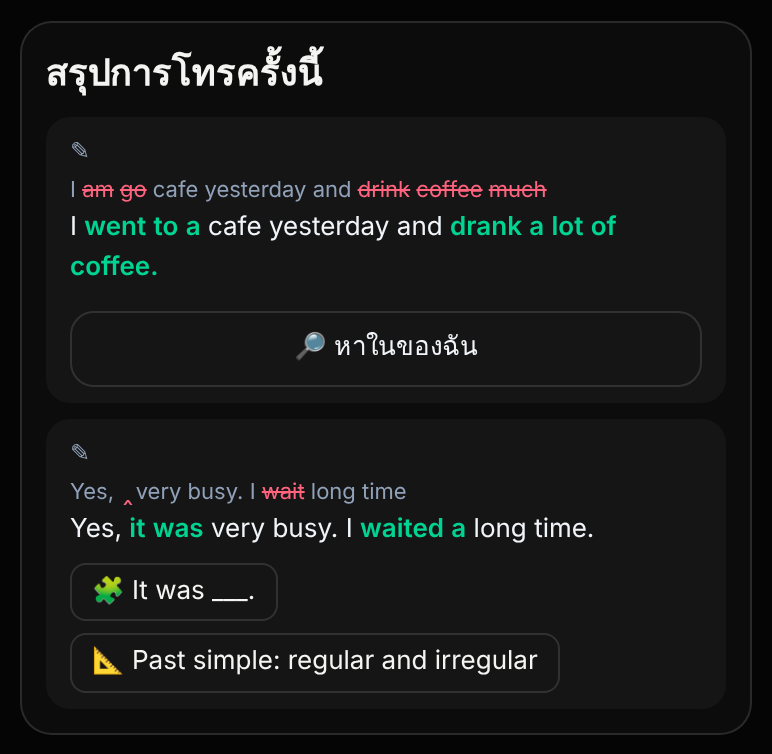 สรุปการโทรครั้งนี้
I am go cafe yesterday and drink coffee much
I went to a cafe yesterday and drank a lot of
coffee.
หาในของฉัน
Yes, ‸very busy. I wait long time
Yes, it was very busy. I waited a long time.
It was ___.
Past simple: regular and irregular